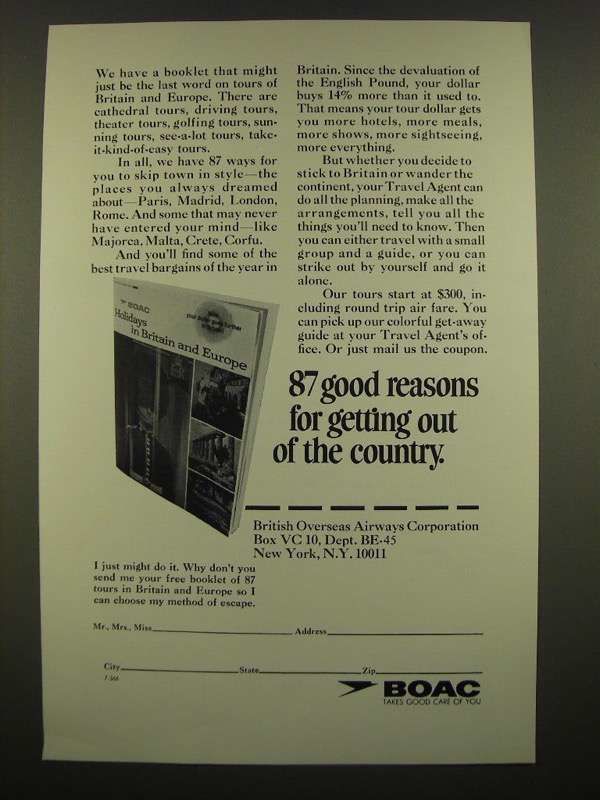 We have a booklet that might
just be the last word on tours of
Britain and Europe. There are
cathedral tours, driving tours,
theater tours, golfing tours, sun-
ning tours, see-a-lot tours, take-
it-kind-of-easy tours.
In all, we have 87 ways for
you to skip town in style—the
places you always dreamed
about—Paris, Madrid, London,
Rome. And some that may never
have entered your mind—like
Majorca, Malta, Crete, Corfu.
And you'll find some of the
best travel bargains of the year in
Britain. Since the devaluation of
the English Pound, your dollar
buys 14% more than it used to.
That means your tour dollar gets
you more hotels, more meals,
more shows, more sightseeing,
more everything.
But whether you decide to
stick to Britain or wander the
continent, your Travel Agent can
do all the planning, make all the
arrangements, tell you all the
things you'll need to know. Then
you can either travel with a small
group and a guide, or you can
strike out by yourself and go it
alone.
Our tours start at $300, in-
cluding round trip air fare. You
can pick up our colorful get-away
guide at your Travel Agent's of-
fice. Or just mail us the coupon.
BOAC
Holidays
in Britain and Europe
your dollar goes further
87 good reasons
for getting out
of the country.
British Overseas Airways Corporation
Box VC 10, Dept. BE-45
New York, N.Y. 10011
I just might do it. Why don't you
send me your free booklet of 87
tours in Britain and Europe so I
can choose my method of escape.
Mr., Mrs., Miss Address
City State Zip
BOAC
TAKES GOOD CARE OF YOU